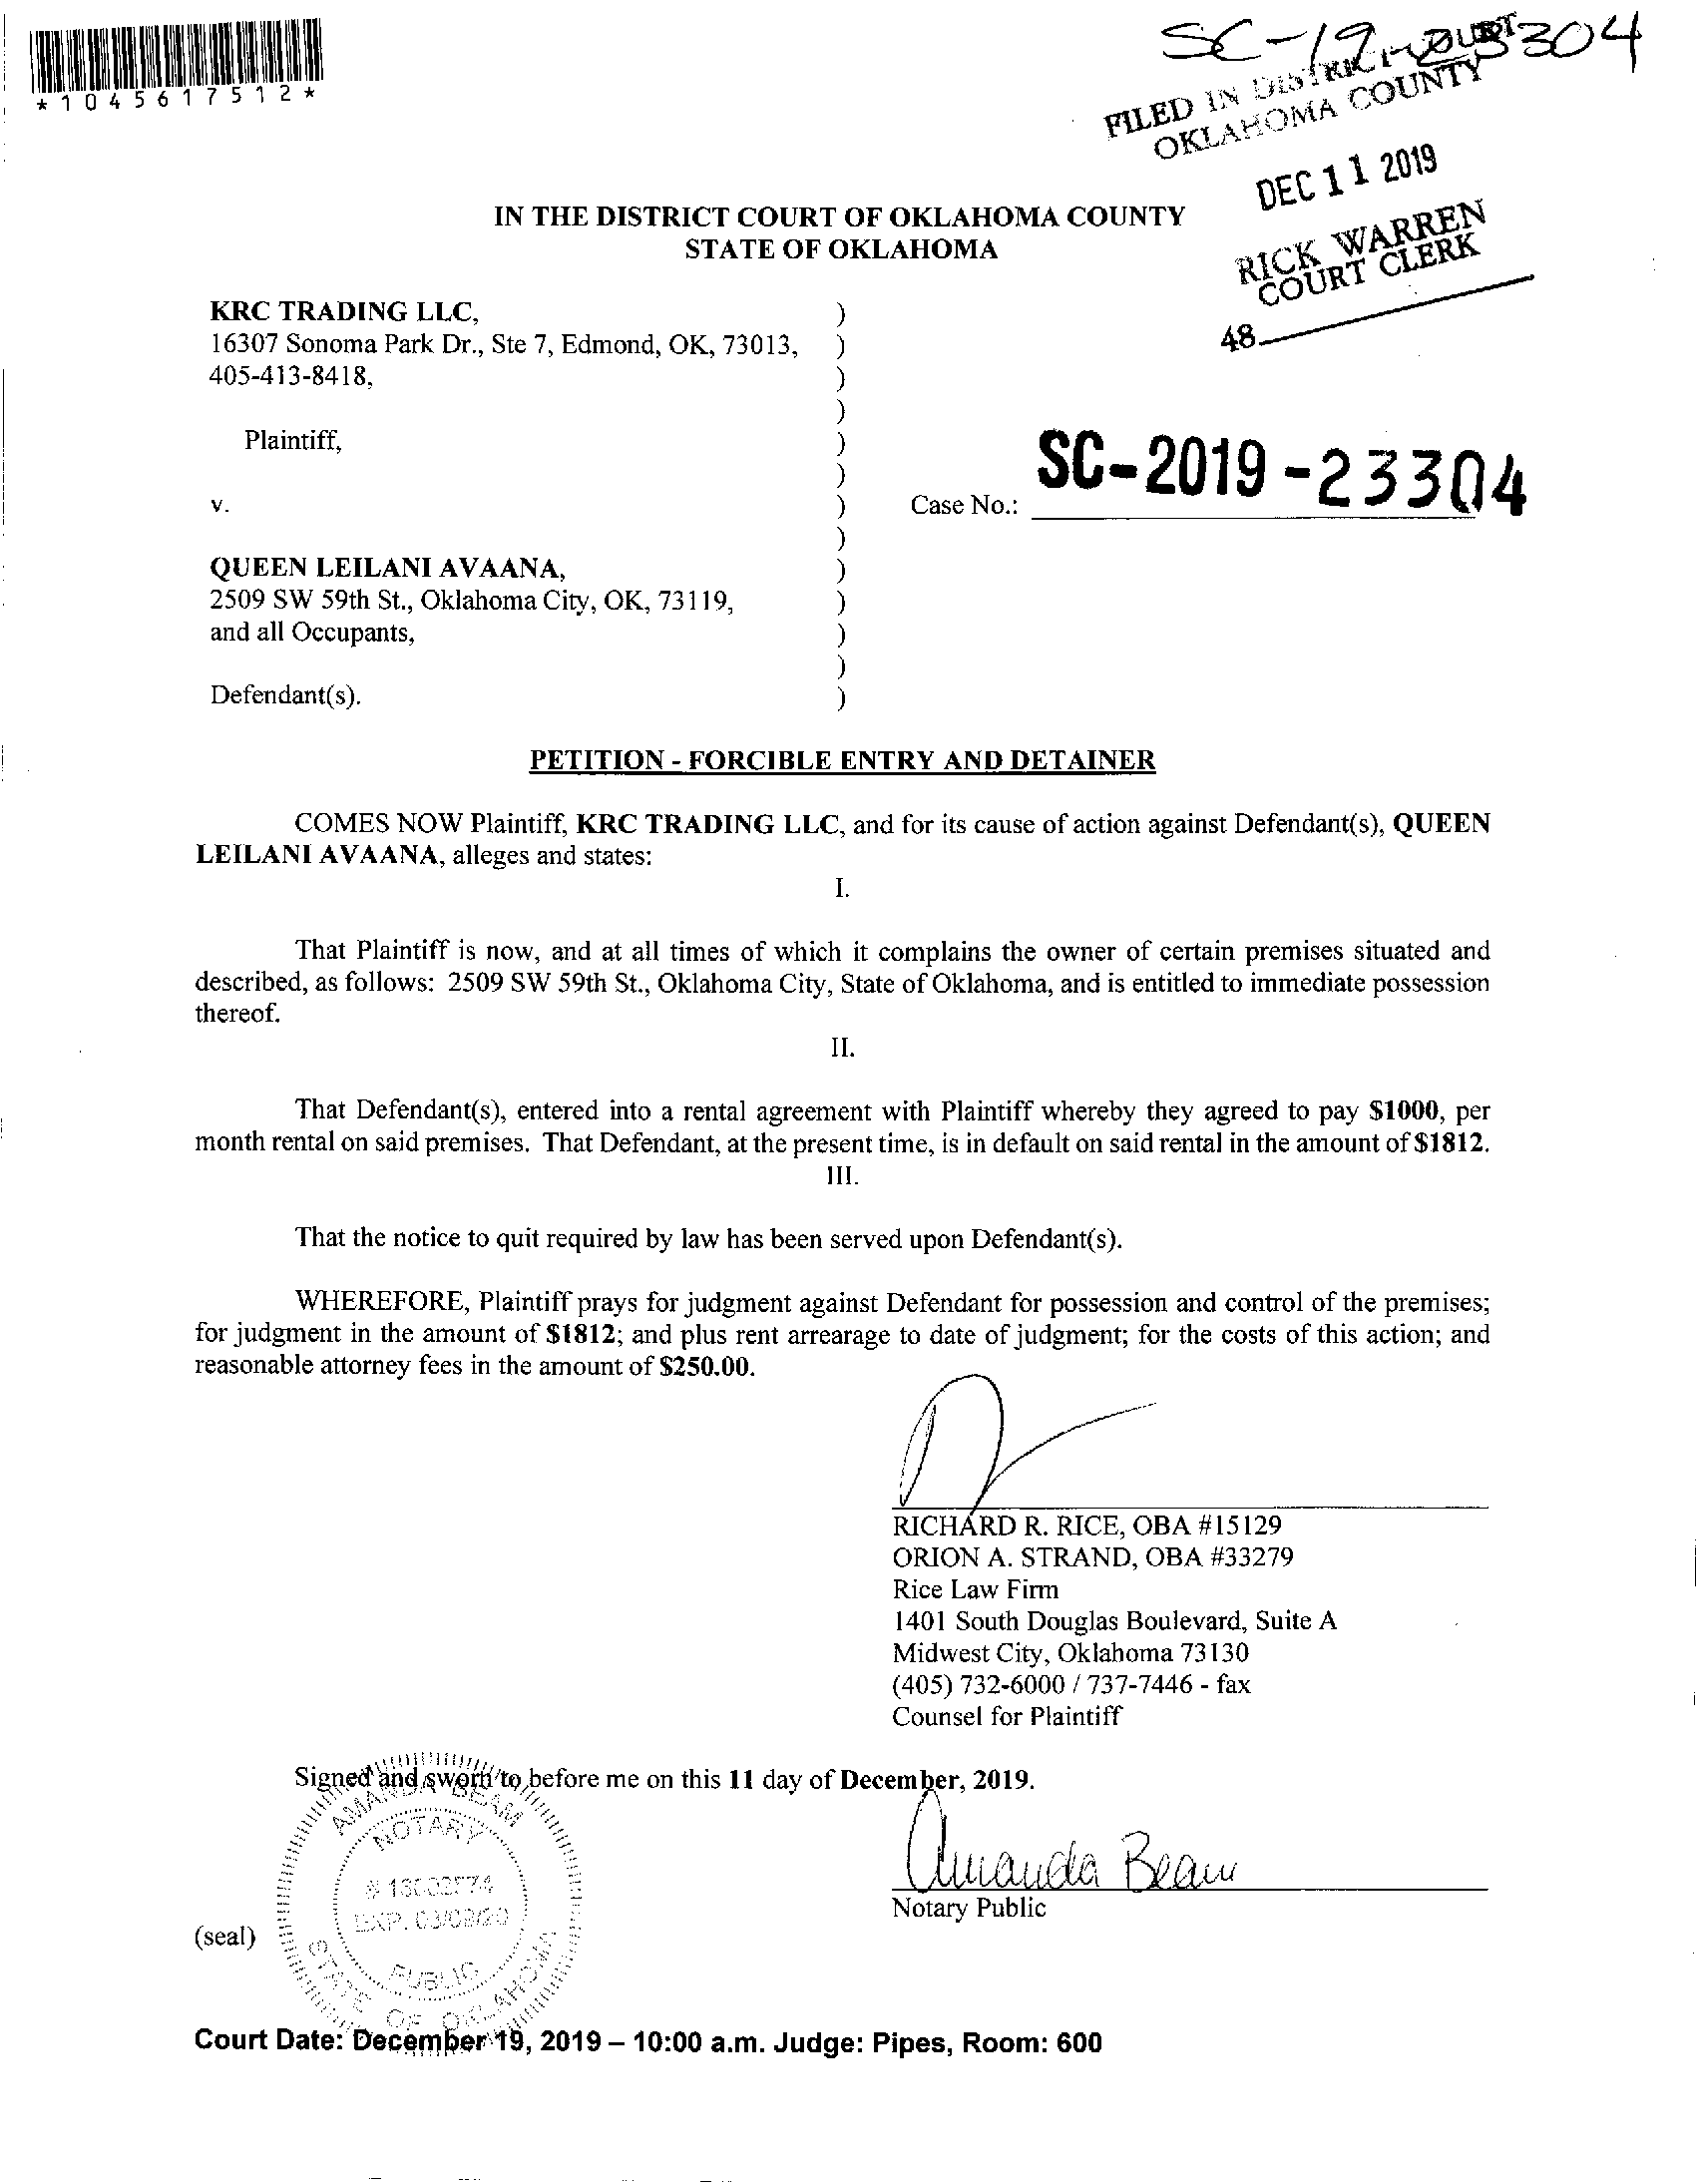 *1045617512*
SC-19-23304
FILED IN DISTRICT COURT
OKLAHOMA COUNTY
DEC 11 2019
RICK WARREN
COURT CLERK
48
IN THE DISTRICT COURT OF OKLAHOMA COUNTY
STATE OF OKLAHOMA
KRC TRADING LLC, )
16307 Sonoma Park Dr., Ste 7, Edmond, OK, 73013, )
405-413-8418, )
)
Plaintiff, )
)
v. ) Case No.: SC-2019-23304
)
QUEEN LEILANI AVAANA, )
2509 SW 59th St., Oklahoma City, OK, 73119, )
and all Occupants, )
)
Defendant(s). )
PETITION - FORCIBLE ENTRY AND DETAINER
COMES NOW Plaintiff, KRC TRADING LLC, and for its cause of action against Defendant(s), QUEEN
LEILANI AVAANA, alleges and states:
I.
That Plaintiff is now, and at all times of which it complains the owner of certain premises situated and
described, as follows: 2509 SW 59th St., Oklahoma City, State of Oklahoma, and is entitled to immediate possession
thereof.
II.
That Defendant(s), entered into a rental agreement with Plaintiff whereby they agreed to pay $1000, per
month rental on said premises. That Defendant, at the present time, is in default on said rental in the amount of $1812.
III.
That the notice to quit required by law has been served upon Defendant(s).
WHEREFORE, Plaintiff prays for judgment against Defendant for possession and control of the premises;
for judgment in the amount of $1812; and plus rent arrearage to date of judgment; for the costs of this action; and
reasonable attorney fees in the amount of $250.00.
RICHARD R. RICE, OBA #15129
ORION A. STRAND, OBA #33279
Rice Law Firm
1401 South Douglas Boulevard, Suite A
Midwest City, Oklahoma 73130
(405) 732-6000 / 737-7446 - fax
Counsel for Plaintiff
Signed and sworn to before me on this 11 day of December, 2019.
Amanda Beam
Notary Public
(seal)
AMANDA BEAM
NOTARY
PUBLIC
STATE OF OKLAHOMA
Court Date: December 19, 2019 – 10:00 a.m. Judge: Pipes, Room: 600